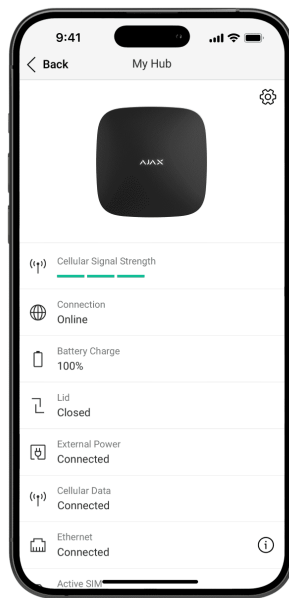 9:41
Back
My Hub
AJAX
Cellular Signal Strength
Connection
Online
Battery Charge
100%
Lid
Closed
External Power
Connected
Cellular Data
Connected
Ethernet
Connected
Active SIM